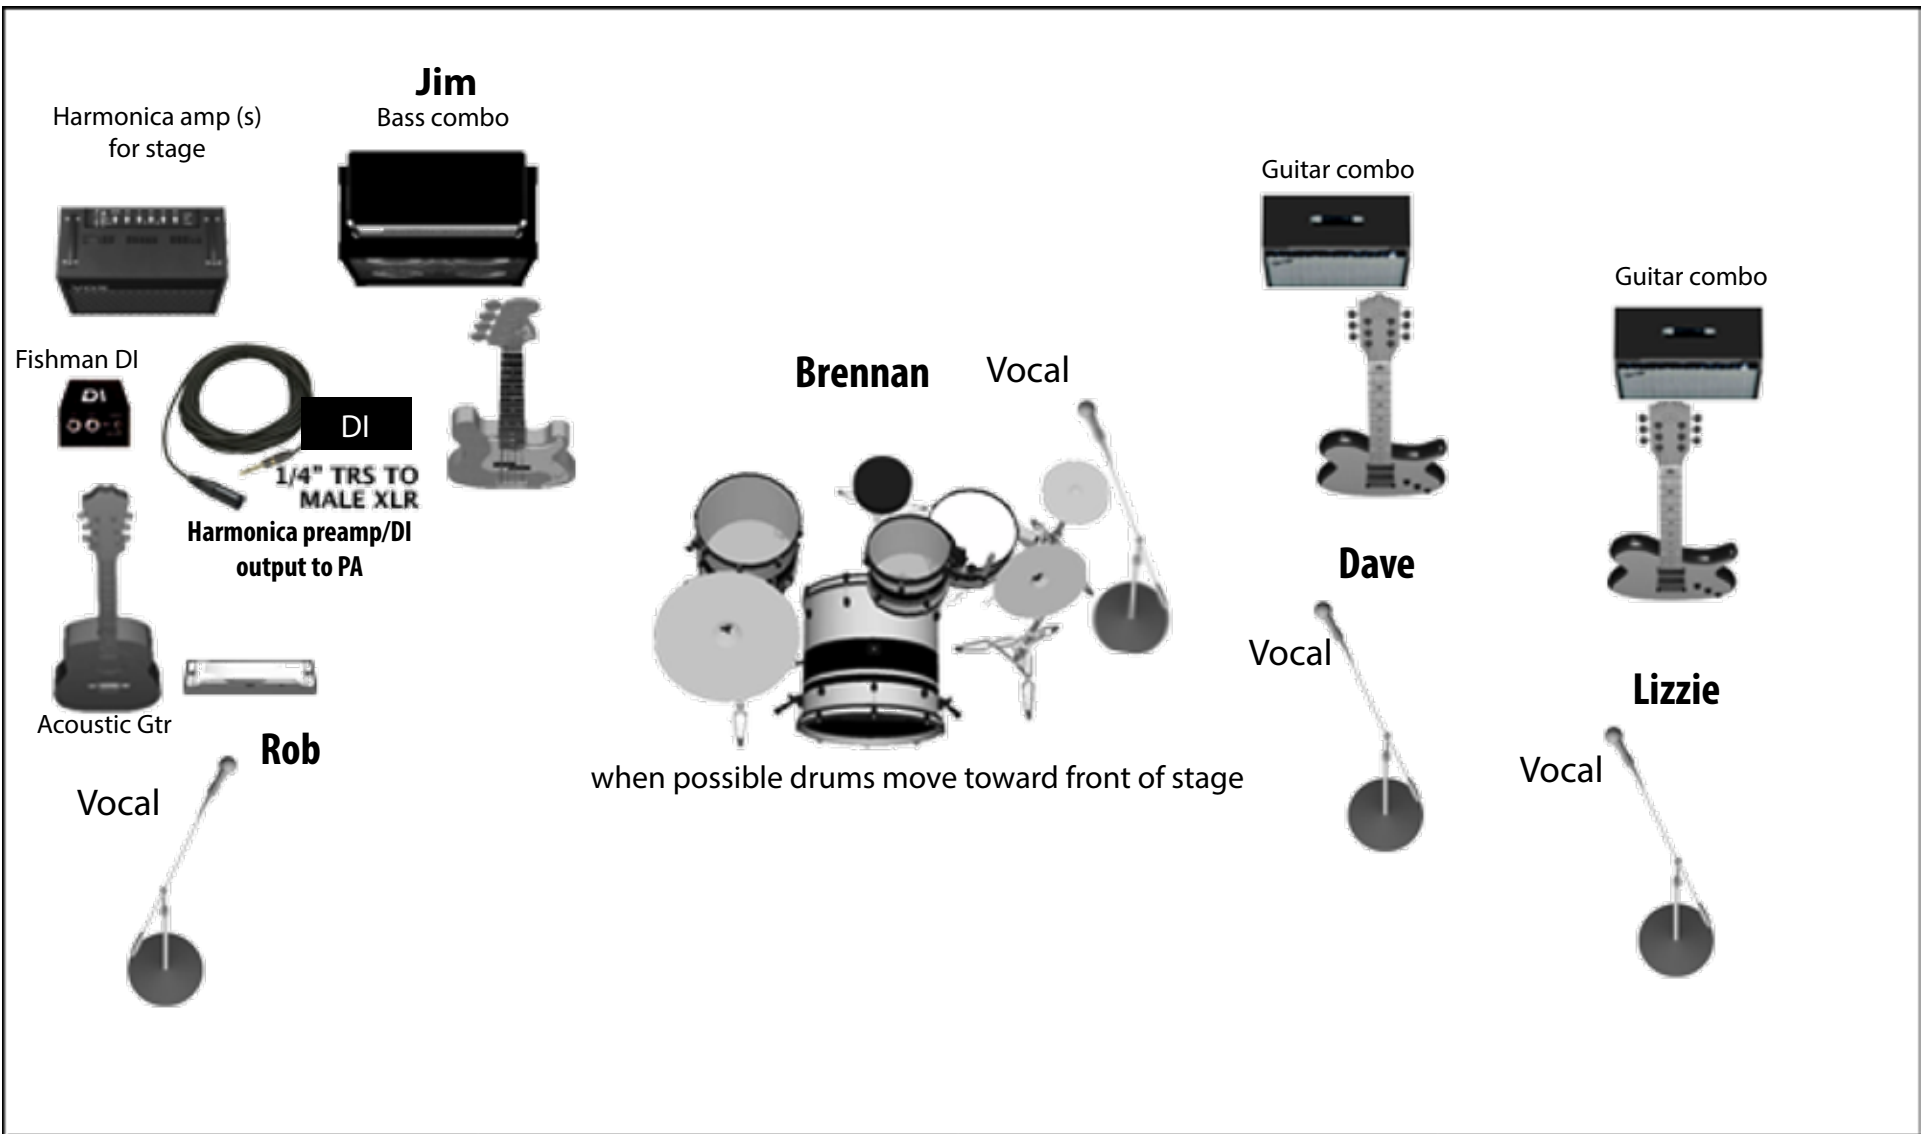 Jim
Harmonica amp (s)
for stage
Bass combo
Guitar combo
Guitar combo
VOX
Fishman DI
DI
DI
1/4" TRS TO
MALE XLR
Harmonica preamp/DI
output to PA
Brennan
Vocal
Dave
Vocal
Lizzie
Acoustic Gtr
Rob
Vocal
Vocal
when possible drums move toward front of stage